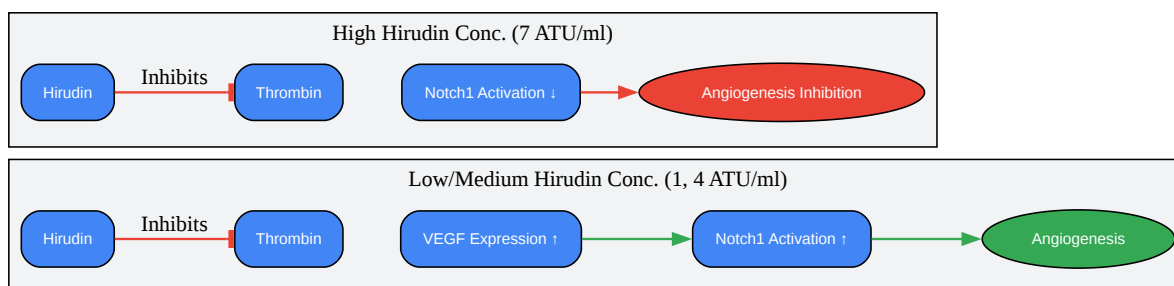 High Hirudin Conc. (7 ATU/ml)
Hirudin
Inhibits
Thrombin
Notch1 Activation ↓
Angiogenesis Inhibition
Low/Medium Hirudin Conc. (1, 4 ATU/ml)
Hirudin
Inhibits
Thrombin
VEGF Expression ↑
Notch1 Activation ↑
Angiogenesis